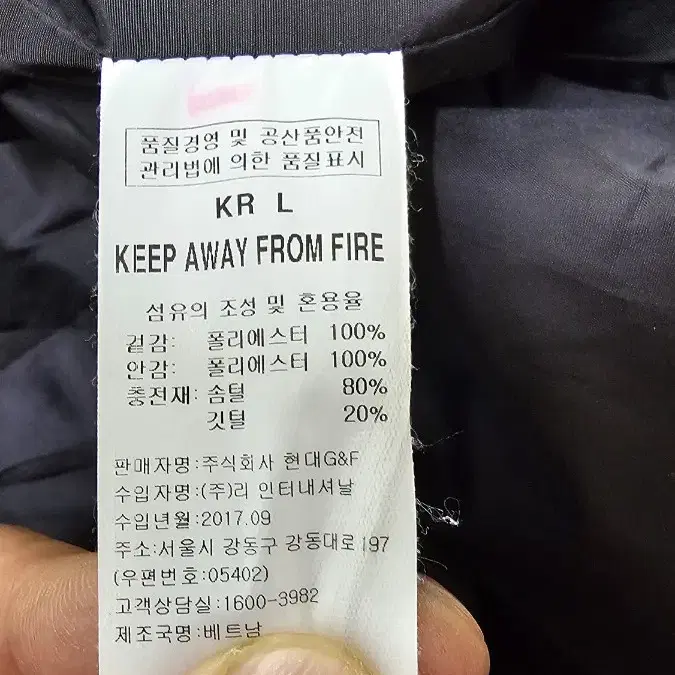 품질경영 및 공산품안전
관리법에 의한 품질표시
KR L
KEEP AWAY FROM FIRE
섬유의 조성 및 혼용율
겉감: 폴리에스터 100%
안감: 폴리에스터 100%
충전재: 솜털 80%
깃털 20%
판매자명:주식회사 현대G&F
수입자명:(주)리 인터내셔날
수입년월:2017.09
주소:서울시 강동구 강동대로 197
(우편번호:05402)
고객상담실:1600-3982
제조국명:베트남